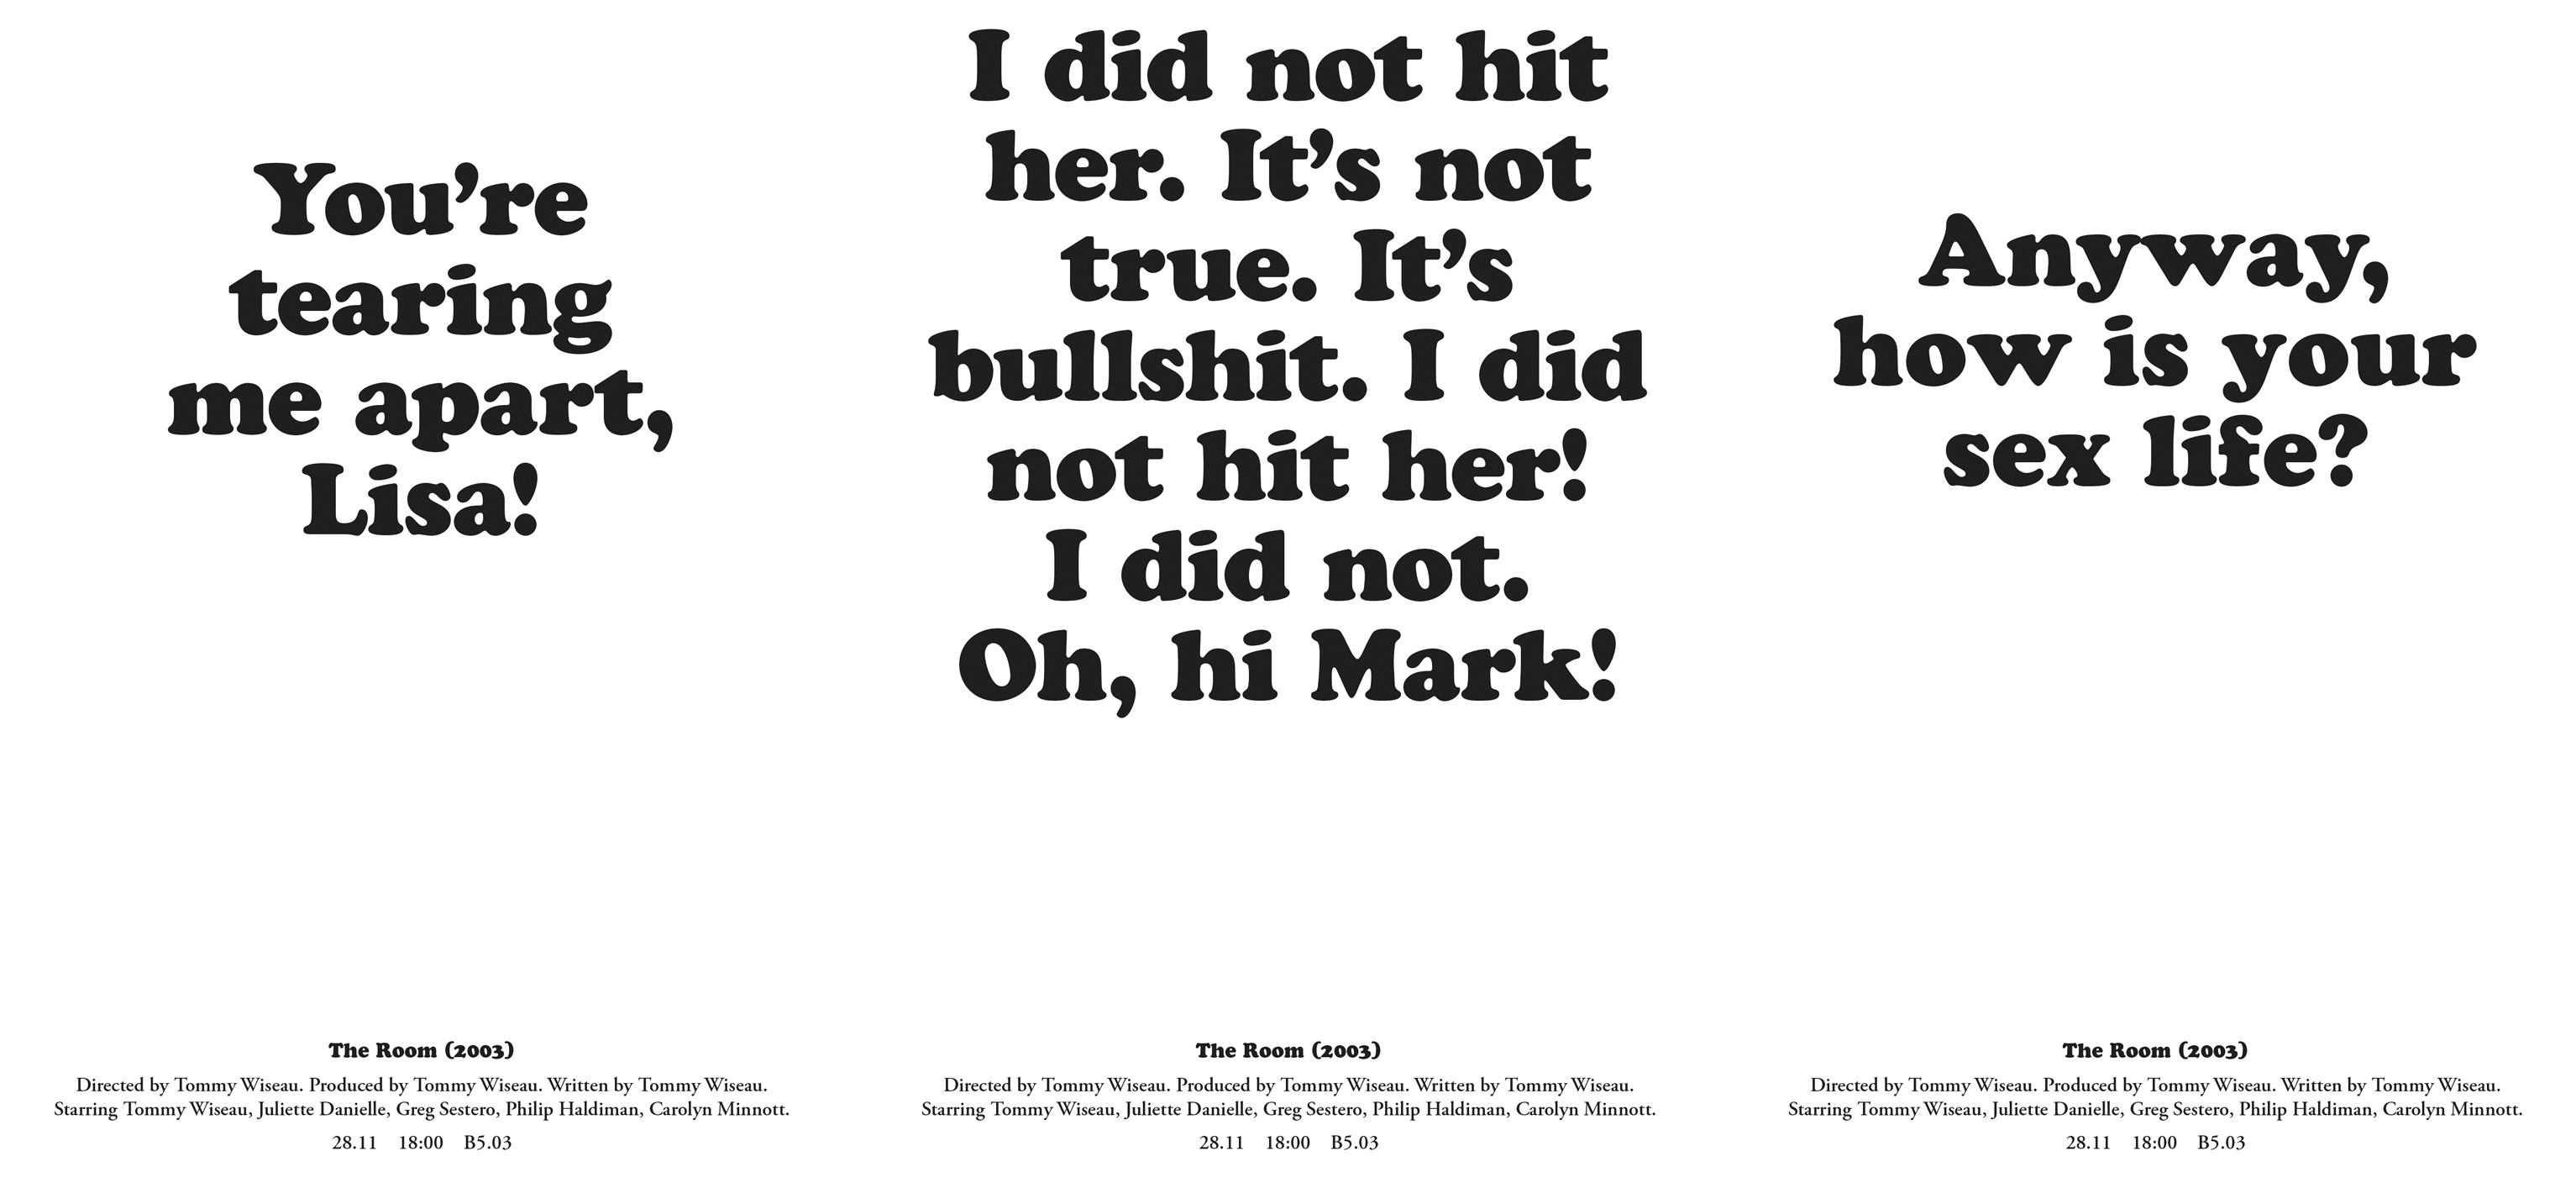 You’re
tearing
me apart,
Lisa!
The Room (2003)
Directed by Tommy Wiseau. Produced by Tommy Wiseau. Written by Tommy Wiseau.
Starring Tommy Wiseau, Juliette Danielle, Greg Sestero, Philip Haldiman, Carolyn Minnott.
28.11 18:00 B5.03
I did not hit
her. It’s not
true. It’s
bullshit. I did
not hit her!
I did not.
Oh, hi Mark!
The Room (2003)
Directed by Tommy Wiseau. Produced by Tommy Wiseau. Written by Tommy Wiseau.
Starring Tommy Wiseau, Juliette Danielle, Greg Sestero, Philip Haldiman, Carolyn Minnott.
28.11 18:00 B5.03
Anyway,
how is your
sex life?
The Room (2003)
Directed by Tommy Wiseau. Produced by Tommy Wiseau. Written by Tommy Wiseau.
Starring Tommy Wiseau, Juliette Danielle, Greg Sestero, Philip Haldiman, Carolyn Minnott.
28.11 18:00 B5.03